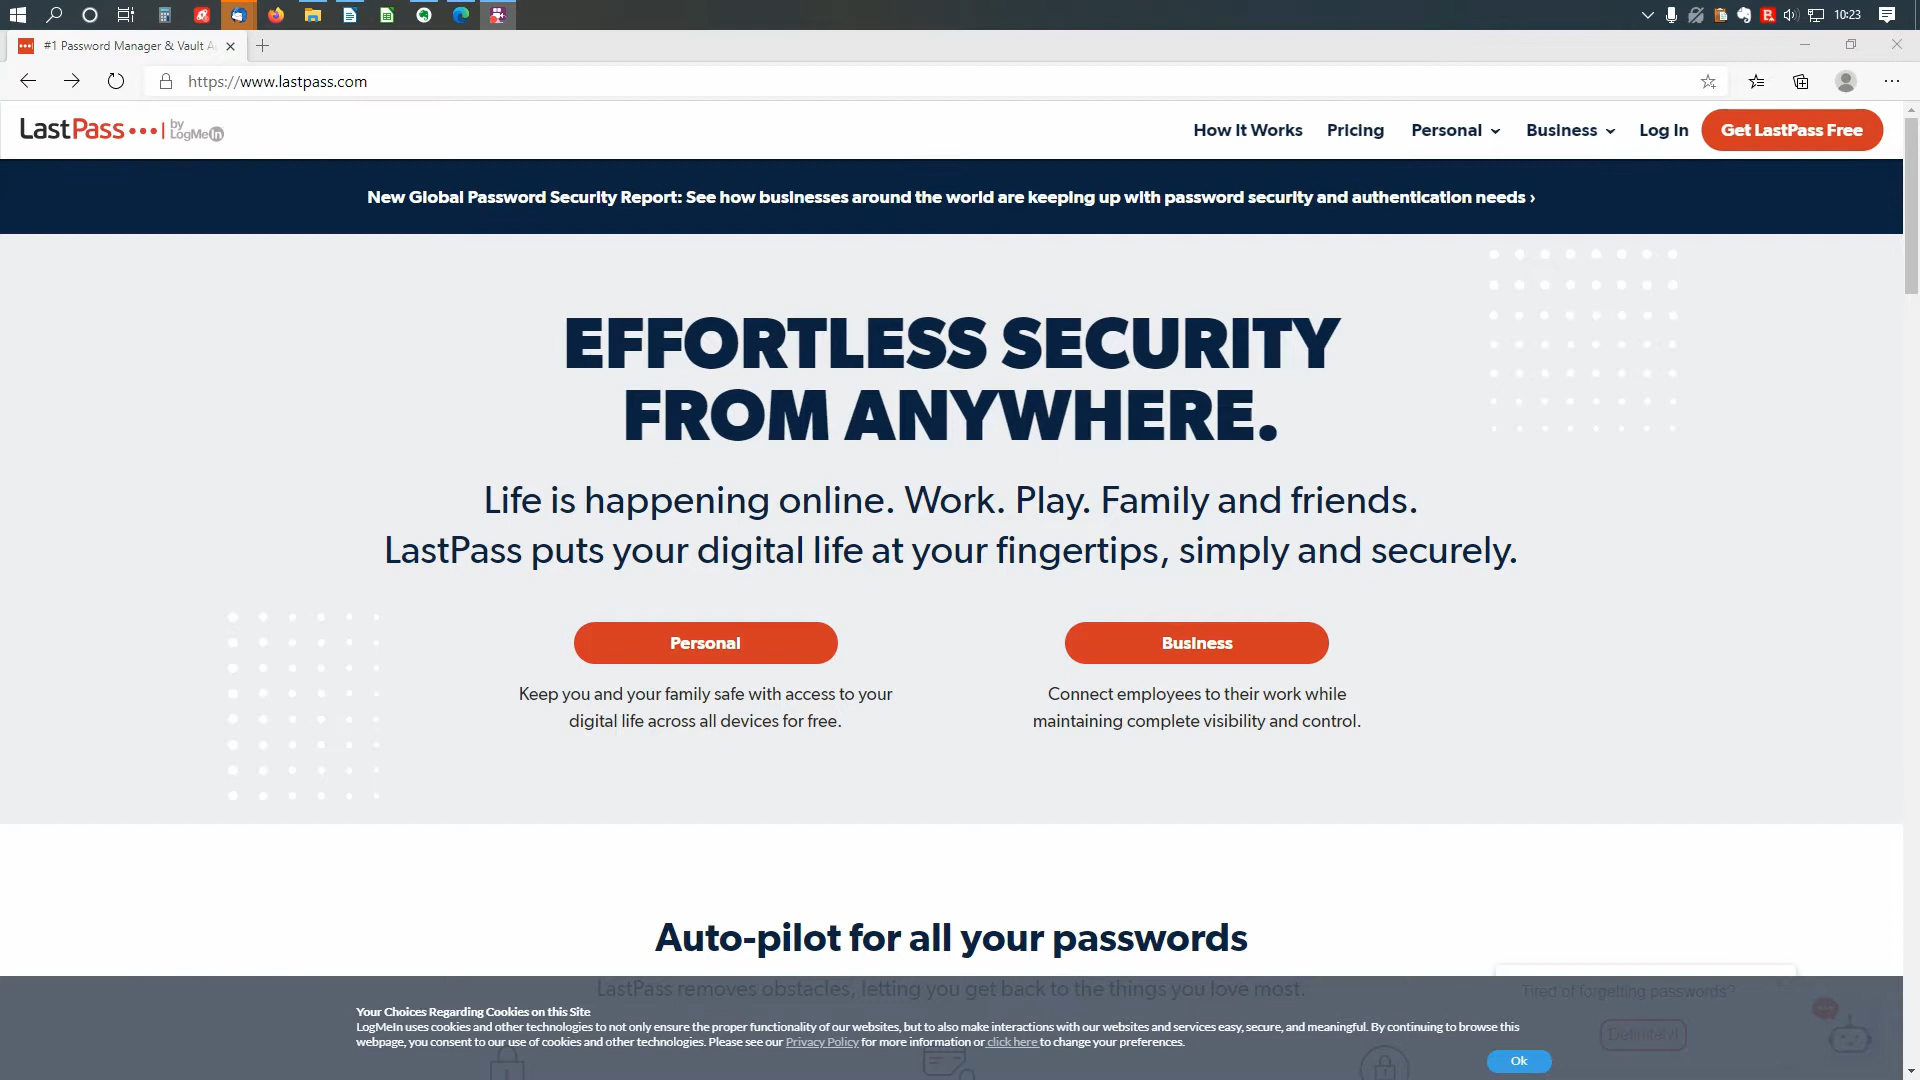 10:23
#1 Password Manager & Vault A
https://www.lastpass.com
LastPass by LogMeIn
How It Works Pricing Personal Business Log In Get LastPass Free
New Global Password Security Report: See how businesses around the world are keeping up with password security and authentication needs ›
EFFORTLESS SECURITY
FROM ANYWHERE.
Life is happening online. Work. Play. Family and friends.
LastPass puts your digital life at your fingertips, simply and securely.
Personal
Keep you and your family safe with access to your
digital life across all devices for free.
Business
Connect employees to their work while
maintaining complete visibility and control.
Auto-pilot for all your passwords
LastPass removes obstacles, letting you get back to the things you love most.
Tired of forgetting passwords?
Definitely!
Your Choices Regarding Cookies on this Site
LogMeIn uses cookies and other technologies to not only ensure the proper functionality of our websites, but to also make interactions with our websites and services easy, secure, and meaningful. By continuing to browse this
webpage, you consent to our use of cookies and other technologies. Please see our Privacy Policy for more information or click here to change your preferences.
Ok